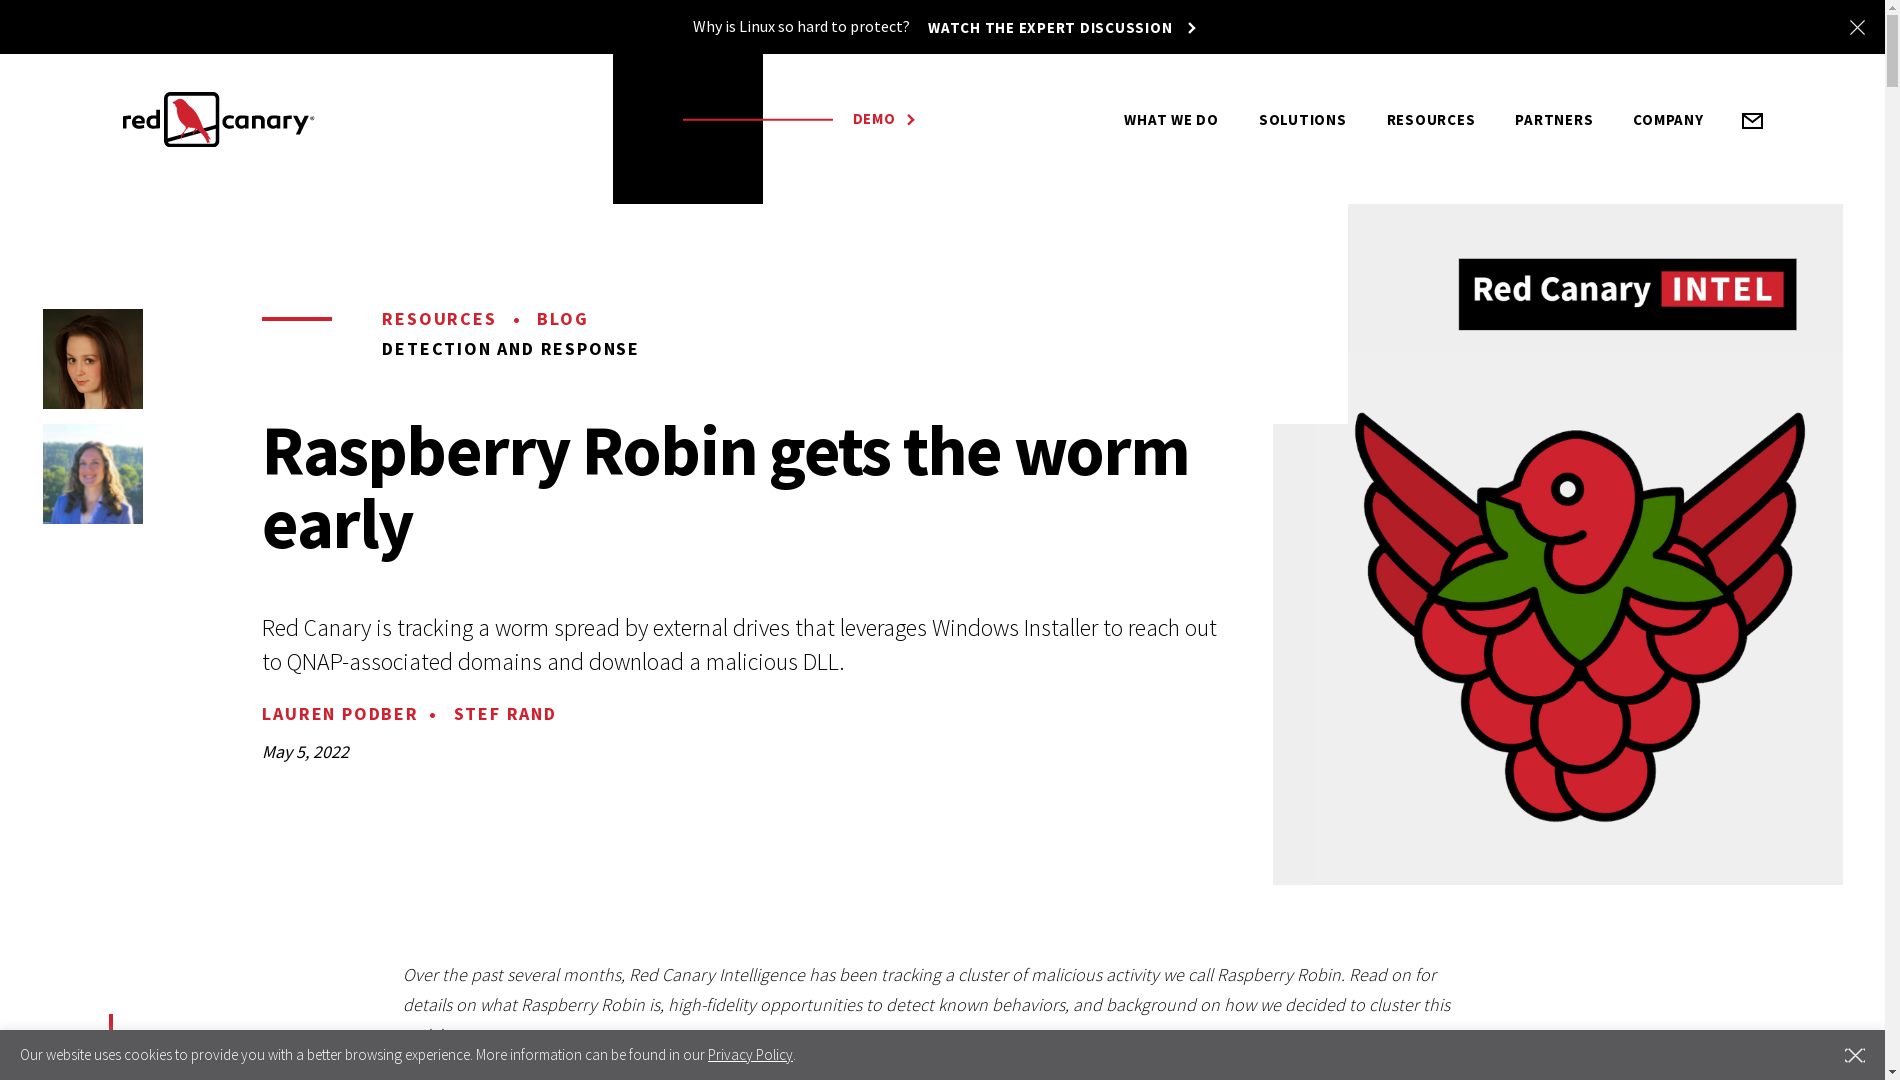 Why is Linux so hard to protect? WATCH THE EXPERT DISCUSSION
red canary
DEMO
WHAT WE DO SOLUTIONS RESOURCES PARTNERS COMPANY
Red Canary INTEL
RESOURCES • BLOG
DETECTION AND RESPONSE
Raspberry Robin gets the worm
early
Red Canary is tracking a worm spread by external drives that leverages Windows Installer to reach out
to QNAP-associated domains and download a malicious DLL.
LAUREN PODBER • STEF RAND
May 5, 2022
Over the past several months, Red Canary Intelligence has been tracking a cluster of malicious activity we call Raspberry Robin. Read on for
details on what Raspberry Robin is, high-fidelity opportunities to detect known behaviors, and background on how we decided to cluster this
Our website uses cookies to provide you with a better browsing experience. More information can be found in our Privacy Policy.